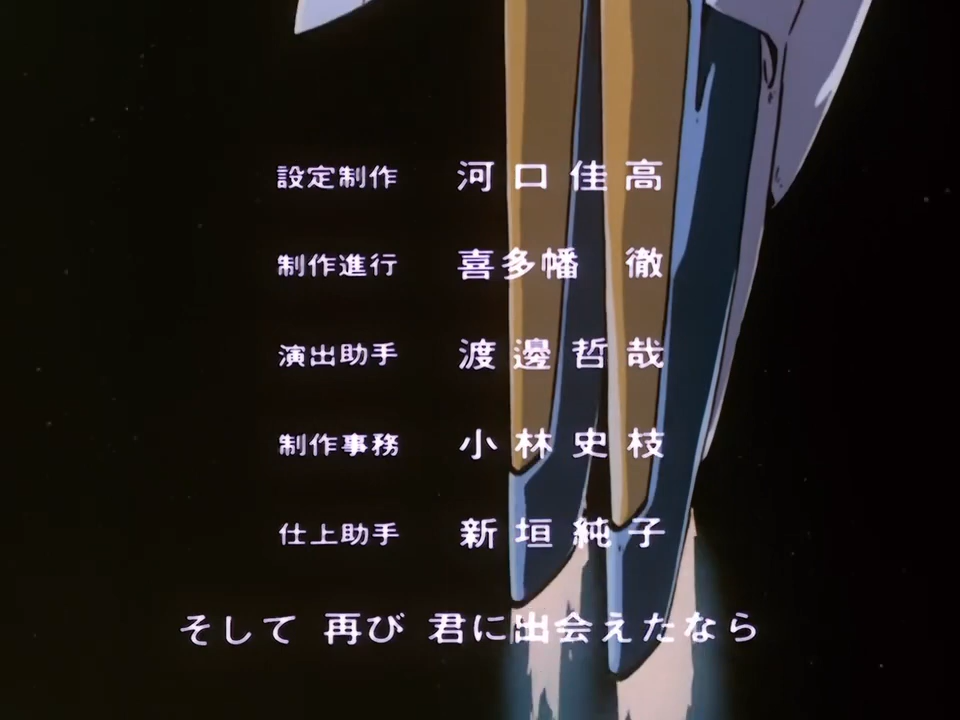 設定制作 河口佳高
制作進行 喜多幡 徹
演出助手 渡邊哲哉
制作事務 小林史枝
仕上助手 新垣純子
そして 再び 君に出会えたなら